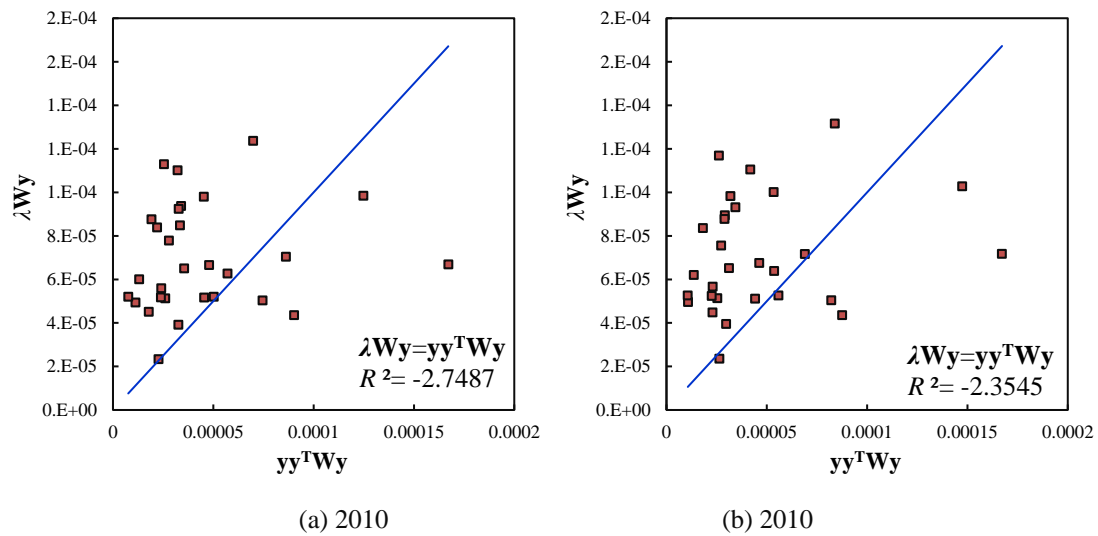 2.E-04
2.E-04
1.E-04
1.E-04
1.E-04
8.E-05
6.E-05
4.E-05
2.E-05
0.E+00
λWy
0 0.00005 0.0001 0.00015 0.0002
yyᵀWy
λWy=yyᵀWy
R ²= -2.7487
(a) 2010
2.E-04
2.E-04
1.E-04
1.E-04
1.E-04
8.E-05
6.E-05
4.E-05
2.E-05
0.E+00
λWy
0 0.00005 0.0001 0.00015 0.0002
yyᵀWy
λWy=yyᵀWy
R ²= -2.3545
(b) 2010